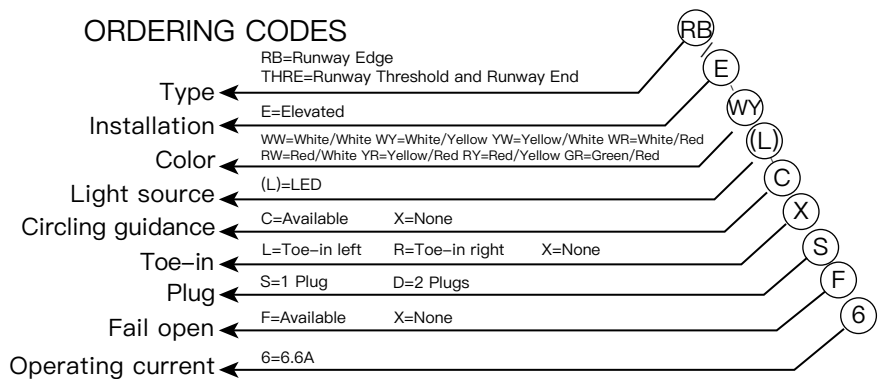 ORDERING CODES
RB
RB=Runway Edge
THRE=Runway Threshold and Runway End
E
Type
E=Elevated
WY
Installation
WW=White/White WY=White/Yellow YW=Yellow/White WR=White/Red
RW=Red/White YR=Yellow/Red RY=Red/Yellow GR=Green/Red
(L)
Color
(L)=LED
C
Light source
C=Available X=None
X
Circling guidance
L=Toe-in left R=Toe-in right X=None
S
Toe-in
S=1 Plug D=2 Plugs
F
Plug
F=Available X=None
6
Fail open
6=6.6A
Operating current